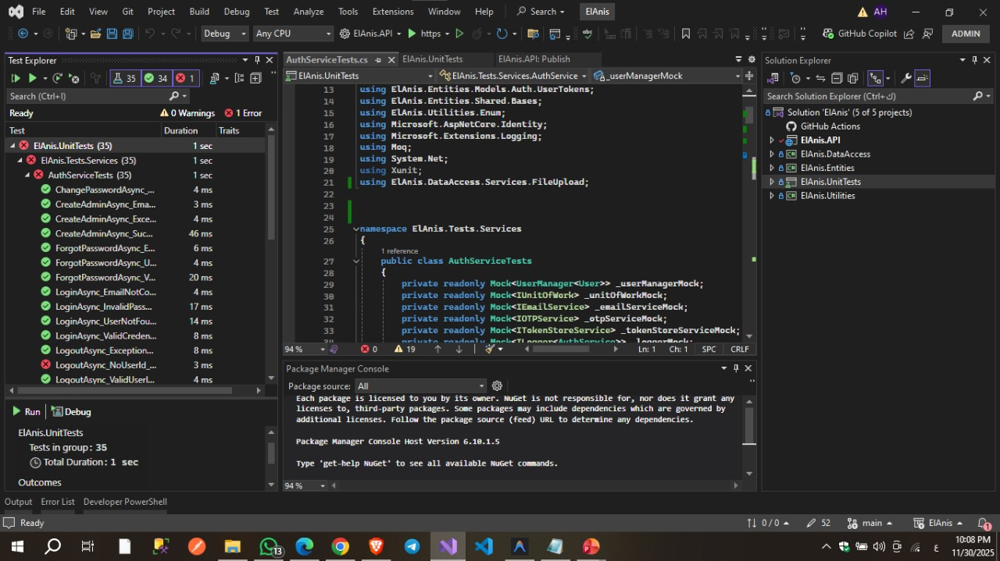 File Edit View Git Project Build Debug Test Analyze Tools Extensions Window Help Search ElAnis AH
Debug Any CPU ElAnis.API https GitHub Copilot ADMIN
Test Explorer
35 34 1
Search (Ctrl+I)
Ready 0 Warnings 1 Error
Test Duration Traits
ElAnis.UnitTests (35) 1 sec
ElAnis.Tests.Services (35) 1 sec
AuthServiceTests (35) 1 sec
ChangePasswordAsync_... 4 ms
CreateAdminAsync_Ema... 3 ms
CreateAdminAsync_Exce... 4 ms
CreateAdminAsync_Suc... 46 ms
ForgotPasswordAsync_E... 6 ms
ForgotPasswordAsync_U... 4 ms
ForgotPasswordAsync_V... 20 ms
LoginAsync_EmailNotCo... 4 ms
LoginAsync_InvalidPass... 17 ms
LoginAsync_UserNotFou... 14 ms
LoginAsync_ValidCreden... 8 ms
LogoutAsync_Exception... 8 ms
LogoutAsync_NoUserId_... 3 ms
LogoutAsync_ValidUserI... 4 ms
Run Debug
ElAnis.UnitTests
Tests in group: 35
Total Duration: 1 sec
Outcomes
AuthServiceTests.cs ElAnis.UnitTests ElAnis.API: Publish
ElAnis.UnitTests ElAnis.Tests.Services.AuthService _userManagerMock
13 using ElAnis.Entities.Models.Auth.UserTokens;
14 using ElAnis.Entities.Shared.Bases;
15 using ElAnis.Utilities.Enum;
16 using Microsoft.AspNetCore.Identity;
17 using Microsoft.Extensions.Logging;
18 using Moq;
19 using System.Net;
20 using Xunit;
21 using ElAnis.DataAccess.Services.FileUpload;
22
23
24
25 namespace ElAnis.Tests.Services
26 {
1 reference
27 public class AuthServiceTests
28 {
29 private readonly Mock<UserManager<User>> _userManagerMock;
30 private readonly Mock<IUnitOfWork> _unitOfWorkMock;
31 private readonly Mock<IEmailService> _emailServiceMock;
32 private readonly Mock<IOTPService> _otpServiceMock;
33 private readonly Mock<ITokenStoreService> _tokenStoreServiceMock;
34 private readonly Mock<ILogger<AuthService>> _loggerMock;
94 % 0 19 Ln: 1 Ch: 1 SPC CRLF
Package Manager Console
Package source: All
Each package is licensed to you by its owner. NuGet is not responsible for, nor does it grant any
licenses to, third-party packages. Some packages may include dependencies which are governed by
additional licenses. Follow the package source (feed) URL to determine any dependencies.
Package Manager Console Host Version 6.10.1.5
Type 'get-help NuGet' to see all available NuGet commands.
94 %
Solution Explorer
Search Solution Explorer (Ctrl+ك)
Solution 'ElAnis' (5 of 5 projects)
GitHub Actions
ElAnis.API
ElAnis.DataAccess
ElAnis.Entities
ElAnis.UnitTests
ElAnis.Utilities
Output Error List Developer PowerShell
Ready 0 / 0 52 main ElAnis 1
13 ع 10:08 PM
11/30/2025